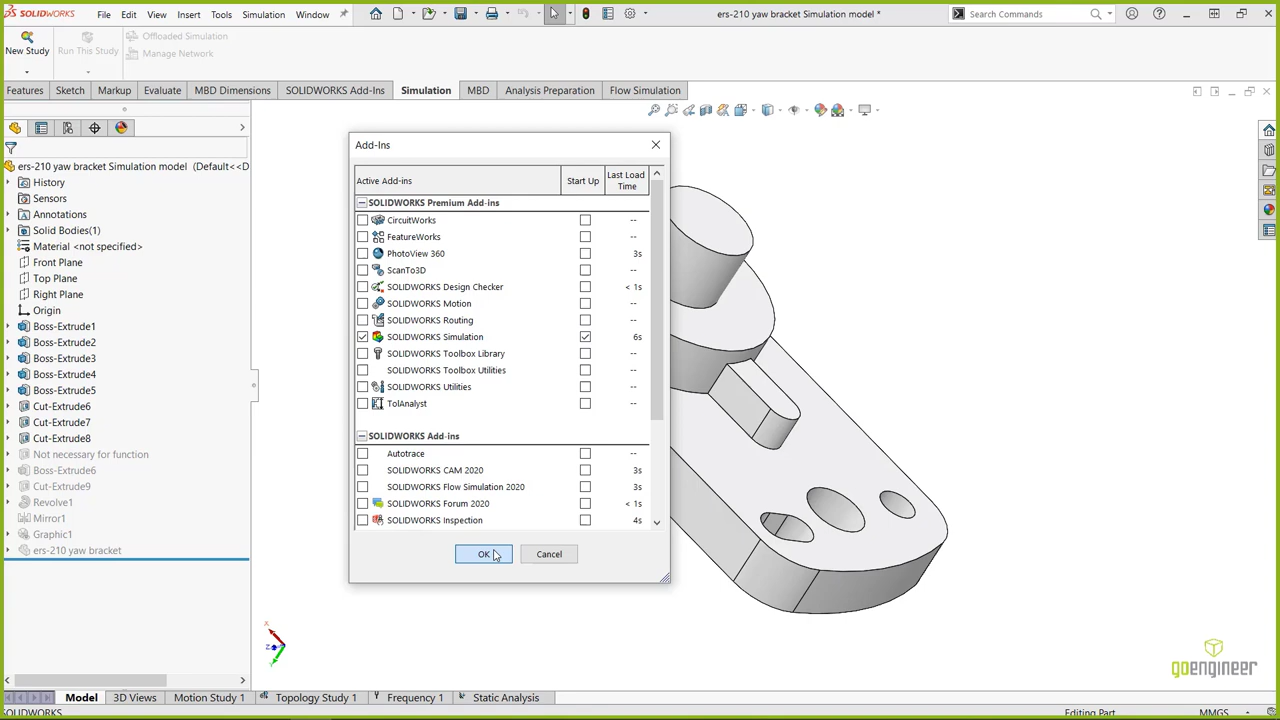 SOLIDWORKS File Edit View Insert Tools Simulation Window
ers-210 yaw bracket Simulation model *
Search Commands
New Study
Run This Study
Offloaded Simulation
Manage Network
Features Sketch Markup Evaluate MBD Dimensions SOLIDWORKS Add-Ins Simulation MBD Analysis Preparation Flow Simulation
ers-210 yaw bracket Simulation model (Default<<D
History
Sensors
Annotations
Solid Bodies(1)
Material <not specified>
Front Plane
Top Plane
Right Plane
Origin
Boss-Extrude1
Boss-Extrude2
Boss-Extrude3
Boss-Extrude4
Boss-Extrude5
Cut-Extrude6
Cut-Extrude7
Cut-Extrude8
Not necessary for function
Boss-Extrude6
Cut-Extrude9
Revolve1
Mirror1
Graphic1
ers-210 yaw bracket
Add-Ins
Active Add-ins Start Up Last Load Time
SOLIDWORKS Premium Add-ins
CircuitWorks --
FeatureWorks --
PhotoView 360 3s
ScanTo3D --
SOLIDWORKS Design Checker < 1s
SOLIDWORKS Motion --
SOLIDWORKS Routing --
SOLIDWORKS Simulation 6s
SOLIDWORKS Toolbox Library --
SOLIDWORKS Toolbox Utilities --
SOLIDWORKS Utilities --
TolAnalyst --
SOLIDWORKS Add-ins
Autotrace --
SOLIDWORKS CAM 2020 3s
SOLIDWORKS Flow Simulation 2020 3s
SOLIDWORKS Forum 2020 < 1s
SOLIDWORKS Inspection 4s
OK Cancel
X
Z
Y
goengineer
Model 3D Views Motion Study 1 Topology Study 1 Frequency 1 Static Analysis
SOLIDWORKS Editing Part MMGS